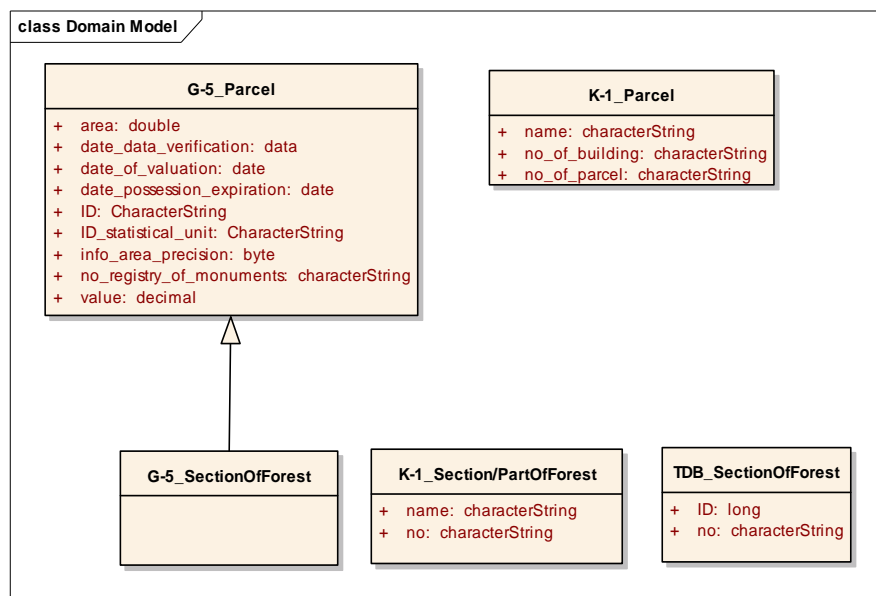 class Domain Model
G-5_Parcel
+ area: double
+ date_data_verification: data
+ date_of_valuation: date
+ date_possession_expiration: date
+ ID: CharacterString
+ ID_statistical_unit: CharacterString
+ info_area_precision: byte
+ no_registry_of_monuments: characterString
+ value: decimal
K-1_Parcel
+ name: characterString
+ no_of_building: characterString
+ no_of_parcel: characterString
G-5_SectionOfForest
K-1_Section/PartOfForest
+ name: characterString
+ no: characterString
TDB_SectionOfForest
+ ID: long
+ no: characterString